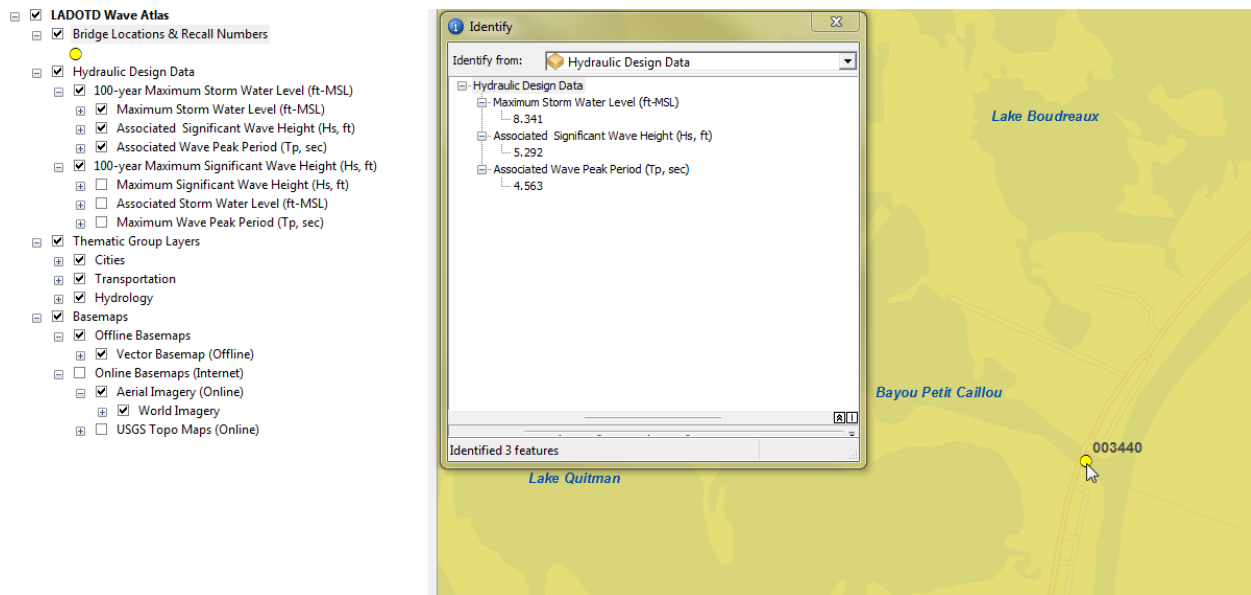 LADOTD Wave Atlas
Bridge Locations & Recall Numbers
Hydraulic Design Data
100-year Maximum Storm Water Level (ft-MSL)
Maximum Storm Water Level (ft-MSL)
Associated  Significant Wave Height (Hs, ft)
Associated Wave Peak Period (Tp, sec)
100-year Maximum Significant Wave Height (Hs, ft)
Maximum Significant Wave Height (Hs, ft)
Associated Storm Water Level (ft-MSL)
Maximum Wave Peak Period (Tp, sec)
Thematic Group Layers
Cities
Transportation
Hydrology
Basemaps
Offline Basemaps
Vector Basemap (Offline)
Online Basemaps (Internet)
Aerial Imagery (Online)
World Imagery
USGS Topo Maps (Online)
Identify
Identify from:
Hydraulic Design Data
Hydraulic Design Data
Maximum Storm Water Level (ft-MSL)
8.341
Associated  Significant Wave Height (Hs, ft)
5.292
Associated Wave Peak Period (Tp, sec)
4.563
Identified 3 features
Lake Boudreaux
Bayou Petit Caillou
003440
Lake Quitman